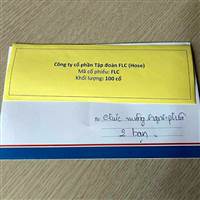 Công ty cổ phần Tập đoàn FLC (Hose)
Mã cổ phiếu: FLC
Khối lượng: 100 cổ
Chúc mừng hạnh phúc
2 bạn